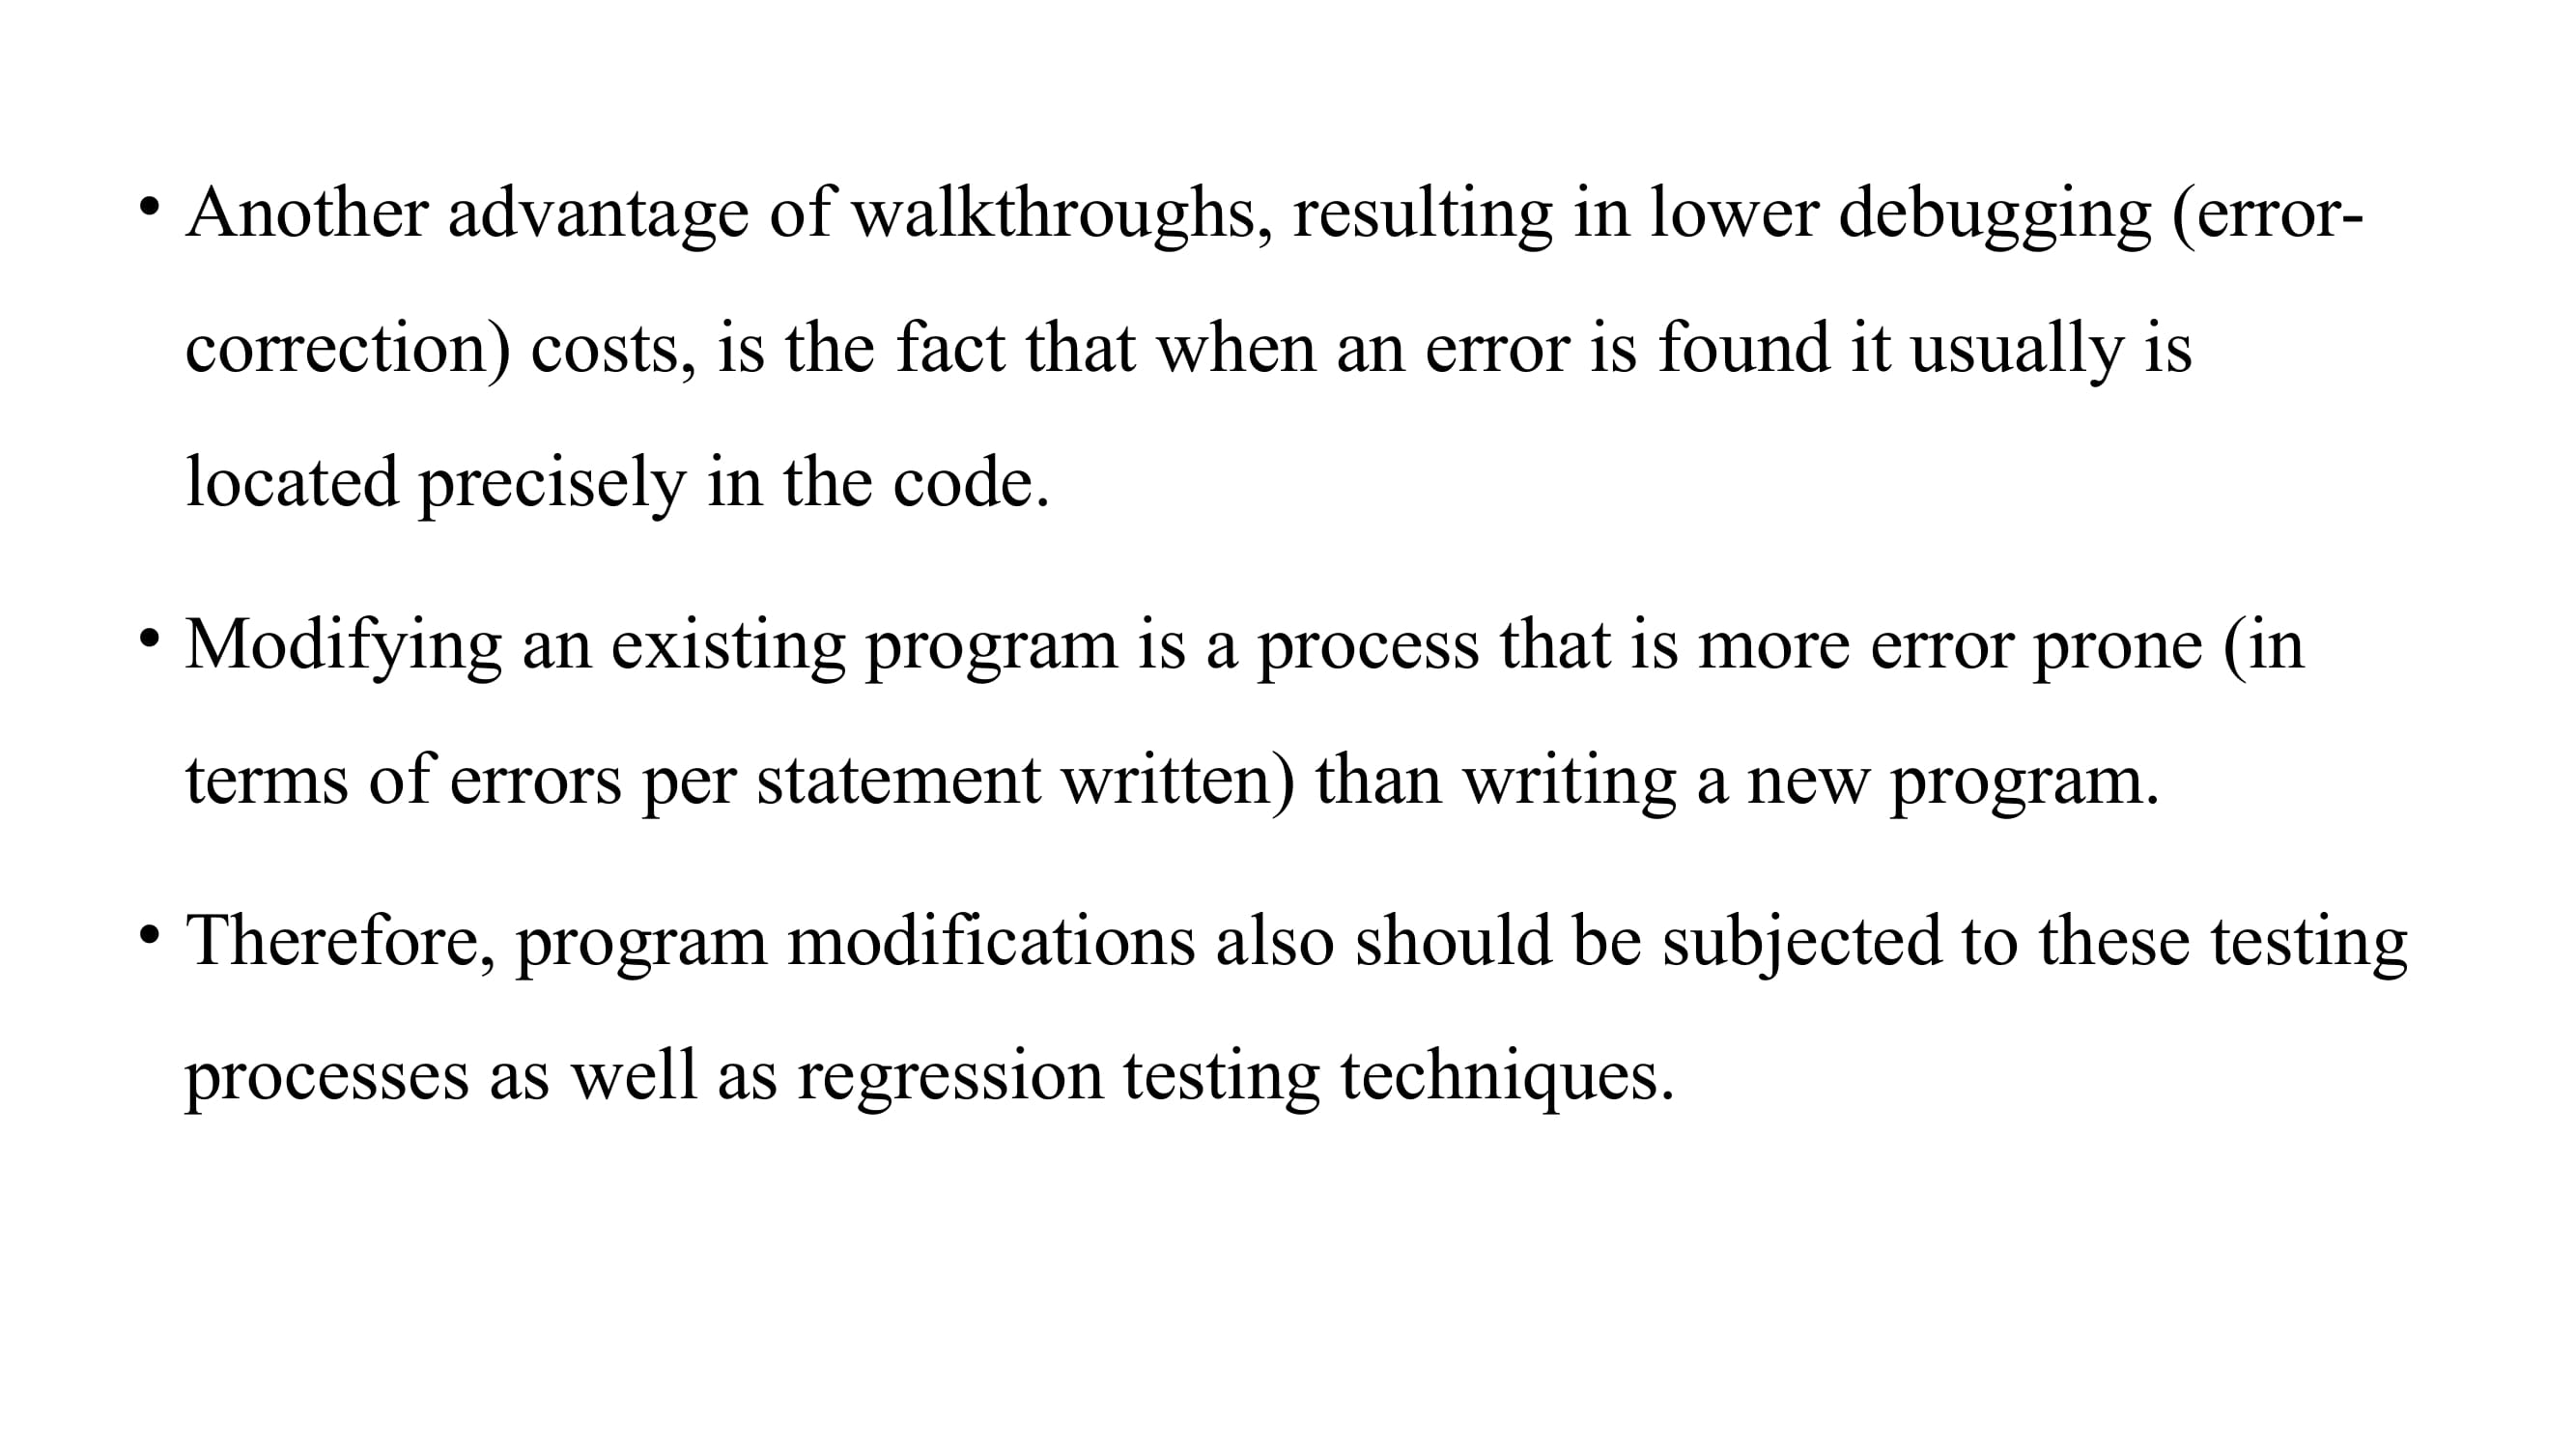 • Another advantage of walkthroughs, resulting in lower debugging (error-
correction) costs, is the fact that when an error is found it usually is
located precisely in the code.
• Modifying an existing program is a process that is more error prone (in
terms of errors per statement written) than writing a new program.
• Therefore, program modifications also should be subjected to these testing
processes as well as regression testing techniques.